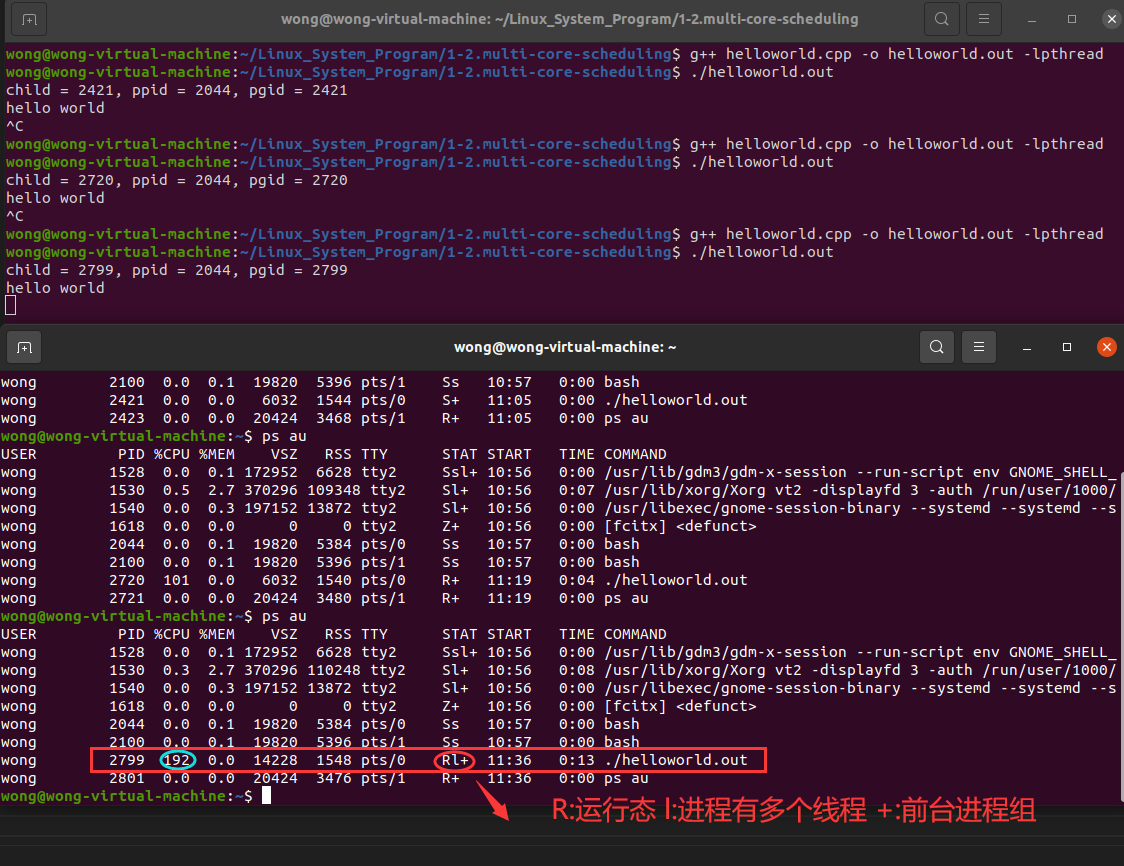 wong@wong-virtual-machine: ~/Linux_System_Program/1-2.multi-core-scheduling
wong@wong-virtual-machine:~/Linux_System_Program/1-2.multi-core-scheduling$ g++ helloworld.cpp -o helloworld.out -lpthread
wong@wong-virtual-machine:~/Linux_System_Program/1-2.multi-core-scheduling$ ./helloworld.out
child = 2421, ppid = 2044, pgid = 2421
hello world
^C
wong@wong-virtual-machine:~/Linux_System_Program/1-2.multi-core-scheduling$ g++ helloworld.cpp -o helloworld.out -lpthread
wong@wong-virtual-machine:~/Linux_System_Program/1-2.multi-core-scheduling$ ./helloworld.out
child = 2720, ppid = 2044, pgid = 2720
hello world
^C
wong@wong-virtual-machine:~/Linux_System_Program/1-2.multi-core-scheduling$ g++ helloworld.cpp -o helloworld.out -lpthread
wong@wong-virtual-machine:~/Linux_System_Program/1-2.multi-core-scheduling$ ./helloworld.out
child = 2799, ppid = 2044, pgid = 2799
hello world
wong@wong-virtual-machine: ~
wong 2100 0.0 0.1 19820 5396 pts/1 Ss 10:57 0:00 bash
wong 2421 0.0 0.0 6032 1544 pts/0 S+ 11:05 0:00 ./helloworld.out
wong 2423 0.0 0.0 20424 3468 pts/1 R+ 11:05 0:00 ps au
wong@wong-virtual-machine:~$ ps au
USER PID %CPU %MEM VSZ RSS TTY STAT START TIME COMMAND
wong 1528 0.0 0.1 172952 6628 tty2 Ssl+ 10:56 0:00 /usr/lib/gdm3/gdm-x-session --run-script env GNOME_SHELL_
wong 1530 0.5 2.7 370296 109348 tty2 Sl+ 10:56 0:07 /usr/lib/xorg/Xorg vt2 -displayfd 3 -auth /run/user/1000/
wong 1540 0.0 0.3 197152 13872 tty2 Sl+ 10:56 0:00 /usr/libexec/gnome-session-binary --systemd --systemd --s
wong 1618 0.0 0.0 0 0 tty2 Z+ 10:56 0:00 [fcitx] <defunct>
wong 2044 0.0 0.1 19820 5384 pts/0 Ss 10:57 0:00 bash
wong 2100 0.0 0.1 19820 5396 pts/1 Ss 10:57 0:00 bash
wong 2720 101 0.0 6032 1540 pts/0 R+ 11:19 0:04 ./helloworld.out
wong 2721 0.0 0.0 20424 3480 pts/1 R+ 11:19 0:00 ps au
wong@wong-virtual-machine:~$ ps au
USER PID %CPU %MEM VSZ RSS TTY STAT START TIME COMMAND
wong 1528 0.0 0.1 172952 6628 tty2 Ssl+ 10:56 0:00 /usr/lib/gdm3/gdm-x-session --run-script env GNOME_SHELL_
wong 1530 0.3 2.7 370296 110248 tty2 Sl+ 10:56 0:08 /usr/lib/xorg/Xorg vt2 -displayfd 3 -auth /run/user/1000/
wong 1540 0.0 0.3 197152 13872 tty2 Sl+ 10:56 0:00 /usr/libexec/gnome-session-binary --systemd --systemd --s
wong 1618 0.0 0.0 0 0 tty2 Z+ 10:56 0:00 [fcitx] <defunct>
wong 2044 0.0 0.1 19820 5384 pts/0 Ss 10:57 0:00 bash
wong 2100 0.0 0.1 19820 5396 pts/1 Ss 10:57 0:00 bash
wong 2799 192 0.0 14228 1548 pts/0 Rl+ 11:36 0:13 ./helloworld.out
wong 2801 0.0 0.0 20424 3476 pts/1 R+ 11:36 0:00 ps au
wong@wong-virtual-machine:~$
R:运行态 l:进程有多个线程 +:前台进程组